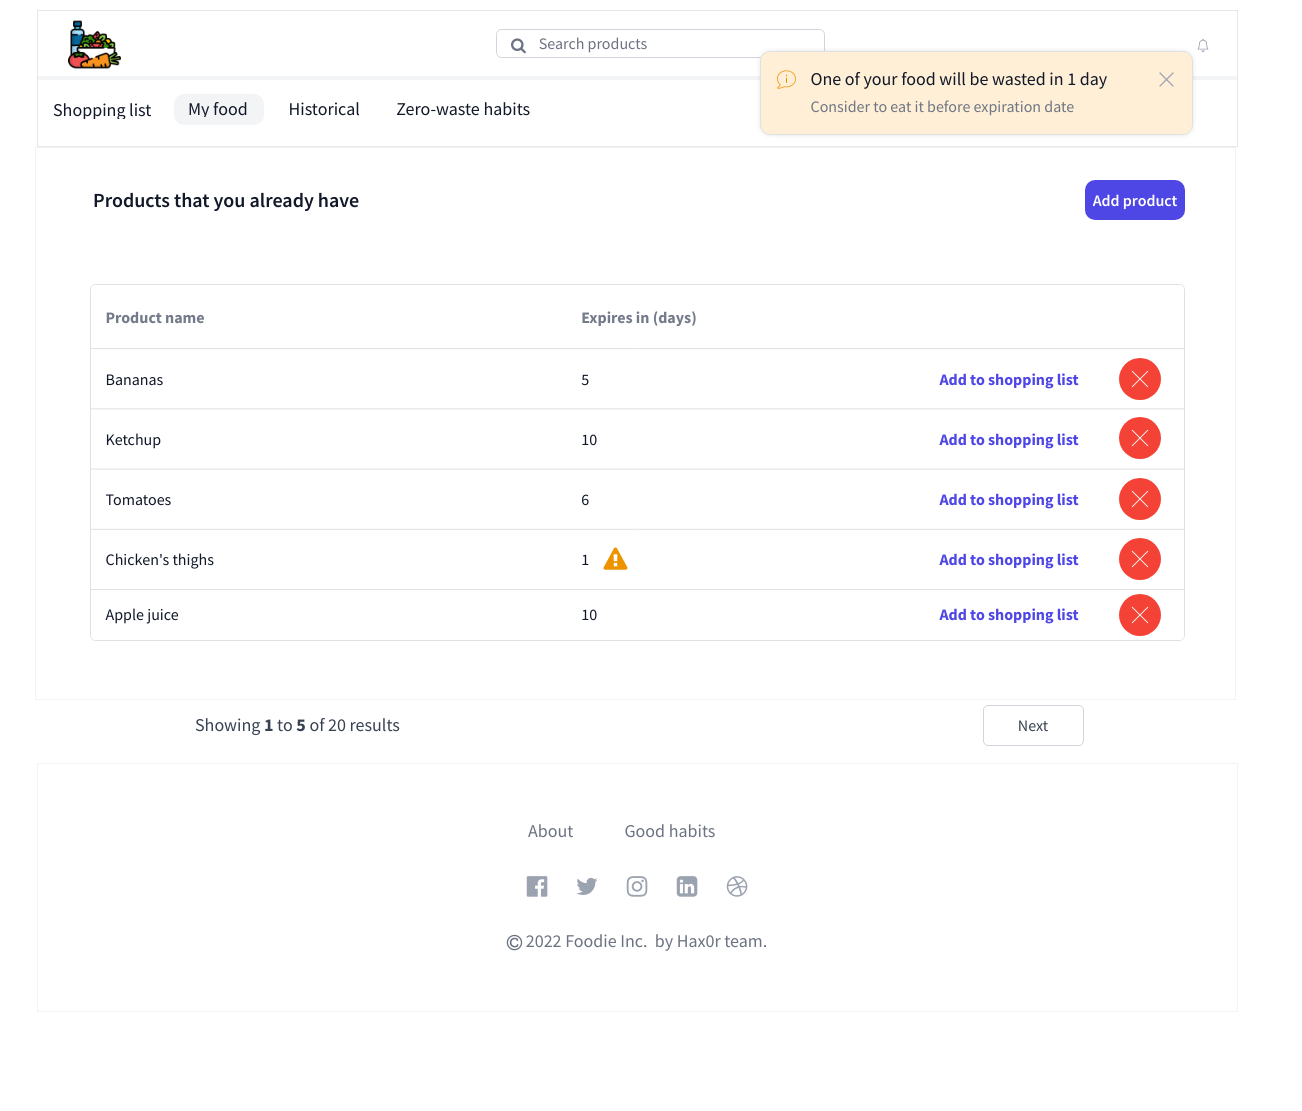 Search products
One of your food will be wasted in 1 day
Consider to eat it before expiration date
Shopping list My food Historical Zero-waste habits
Products that you already have Add product
Product name Expires in (days)
Bananas 5 Add to shopping list
Ketchup 10 Add to shopping list
Tomatoes 6 Add to shopping list
Chicken's thighs 1 Add to shopping list
Apple juice 10 Add to shopping list
Showing 1 to 5 of 20 results Next
About Good habits
© 2022 Foodie Inc. by Hax0r team.